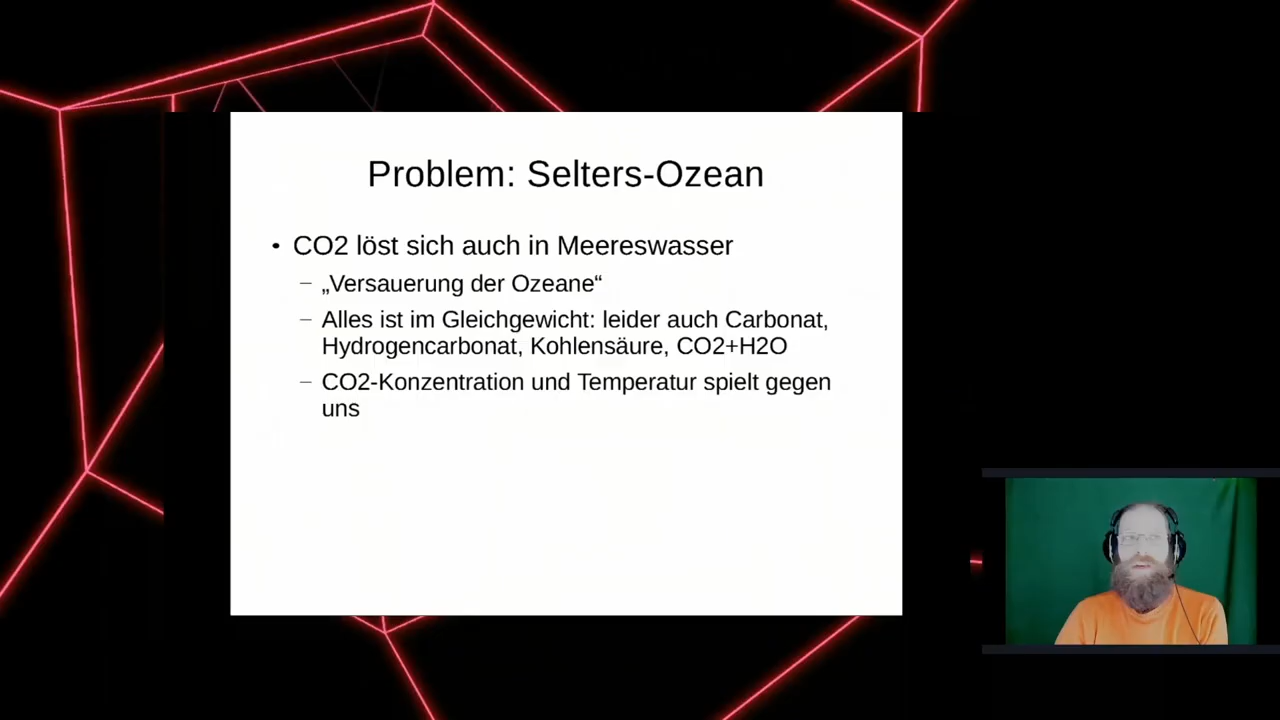 Problem: Selters-Ozean
• CO2 löst sich auch in Meereswasser
– „Versauerung der Ozeane“
– Alles ist im Gleichgewicht: leider auch Carbonat,
Hydrogencarbonat, Kohlensäure, CO2+H2O
– CO2-Konzentration und Temperatur spielt gegen
uns